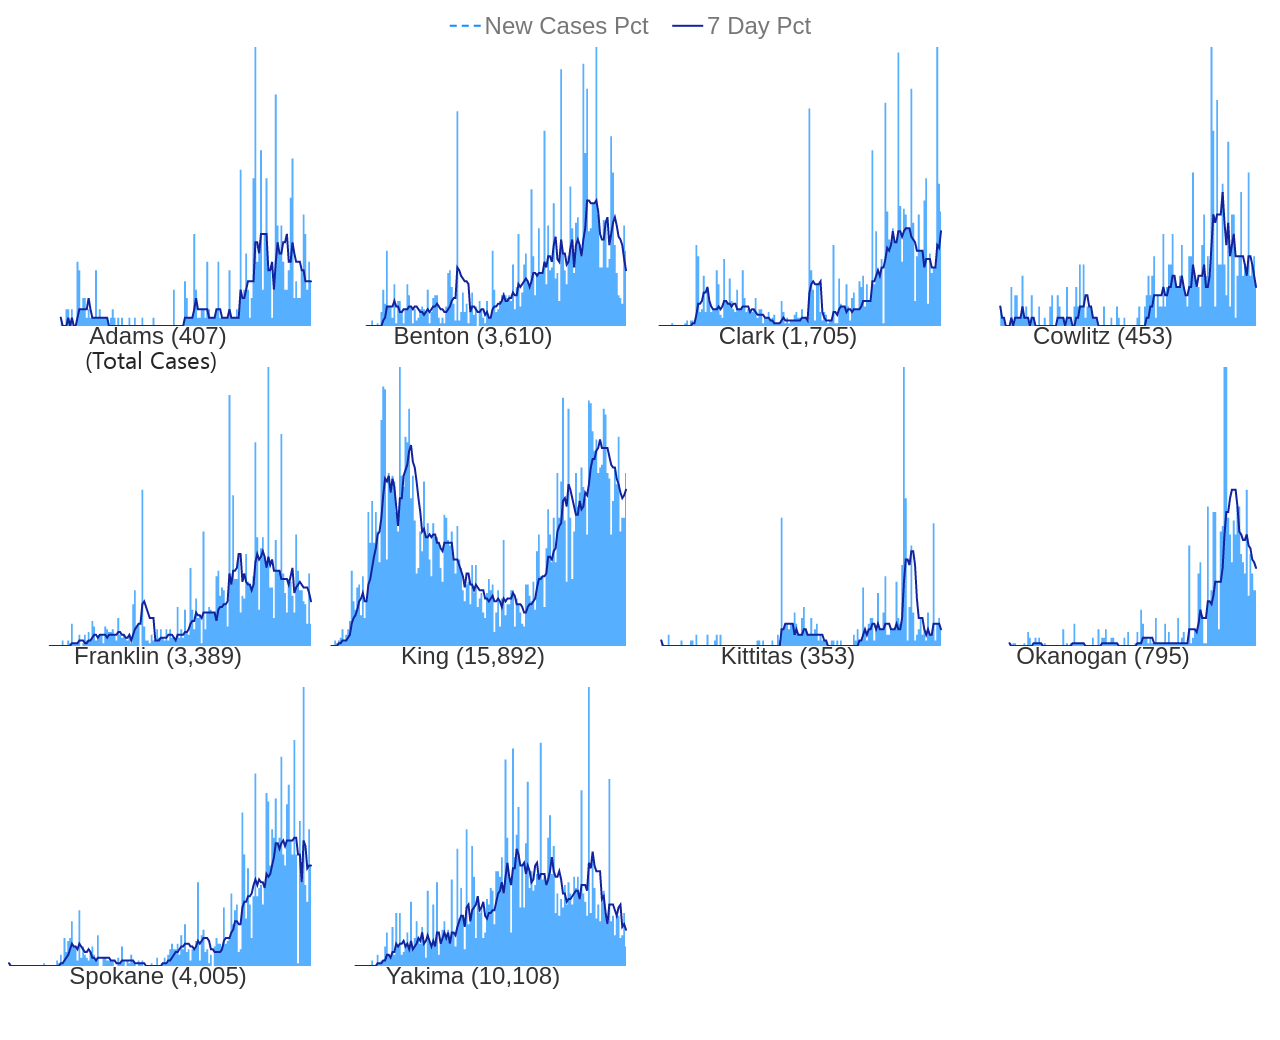 New Cases Pct 7 Day Pct
Adams (407) Benton (3,610) Clark (1,705) Cowlitz (453)
(Total Cases)
Franklin (3,389) King (15,892) Kittitas (353) Okanogan (795)
Spokane (4,005) Yakima (10,108)